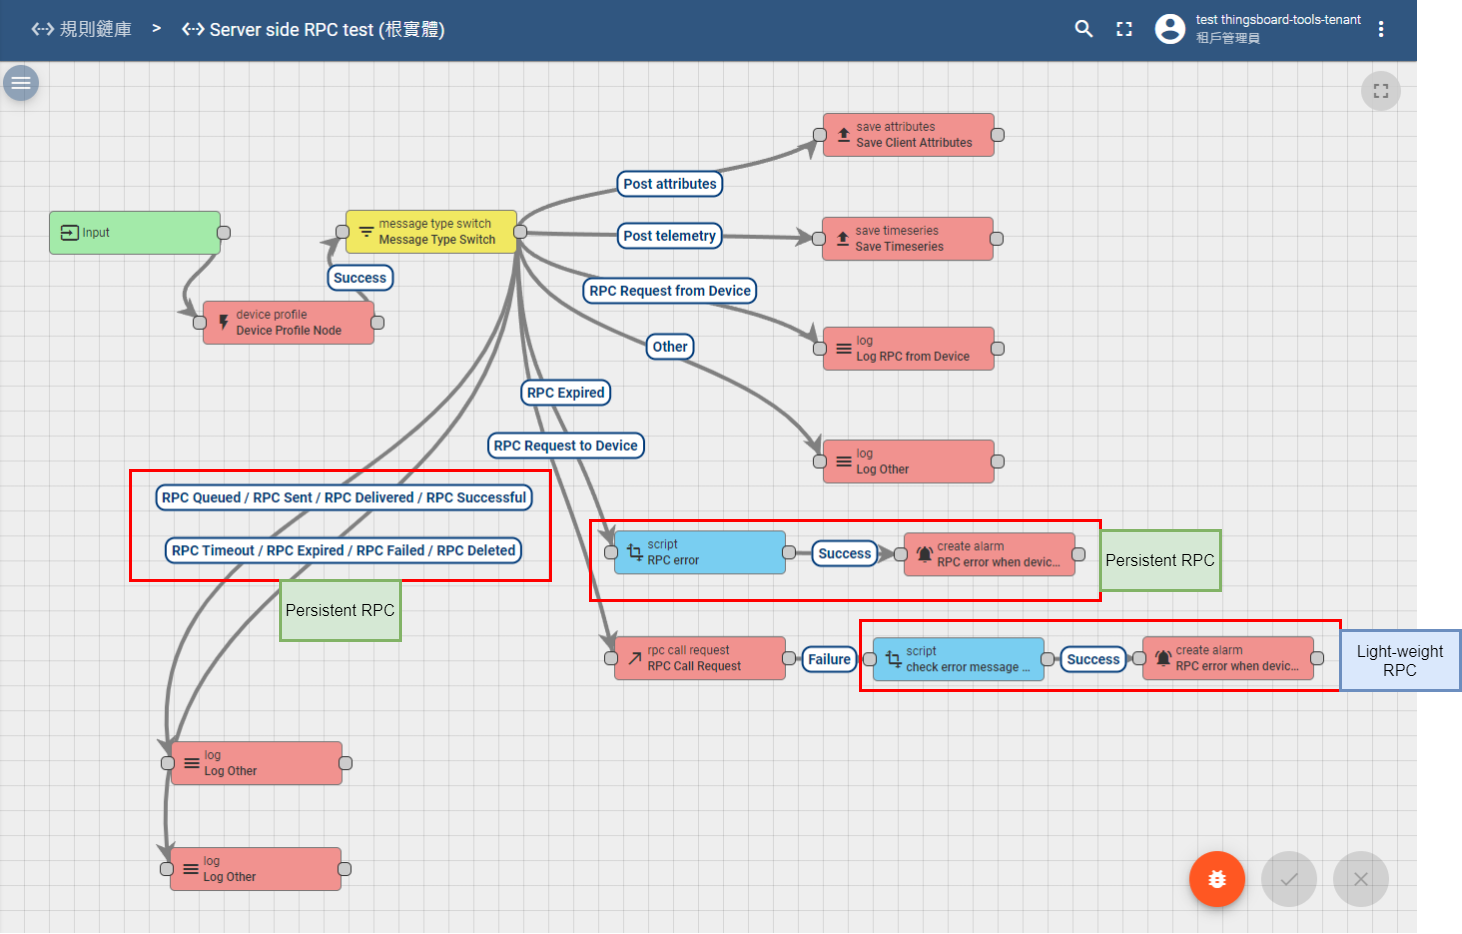 規則鏈庫 > Server side RPC test (根實體)
test thingsboard-tools-tenant
租戶管理員
save attributes
Save Client Attributes
Post attributes
Input
message type switch
Message Type Switch
Post telemetry
save timeseries
Save Timeseries
Success
RPC Request from Device
device profile
Device Profile Node
log
Log RPC from Device
Other
RPC Expired
RPC Request to Device
log
Log Other
RPC Queued / RPC Sent / RPC Delivered / RPC Successful
RPC Timeout / RPC Expired / RPC Failed / RPC Deleted
Persistent RPC
script
RPC error
Success
create alarm
RPC error when devic...
Persistent RPC
rpc call request
RPC Call Request
Failure
script
check error message ...
Success
create alarm
RPC error when devic...
Light-weight
RPC
log
Log Other
log
Log Other